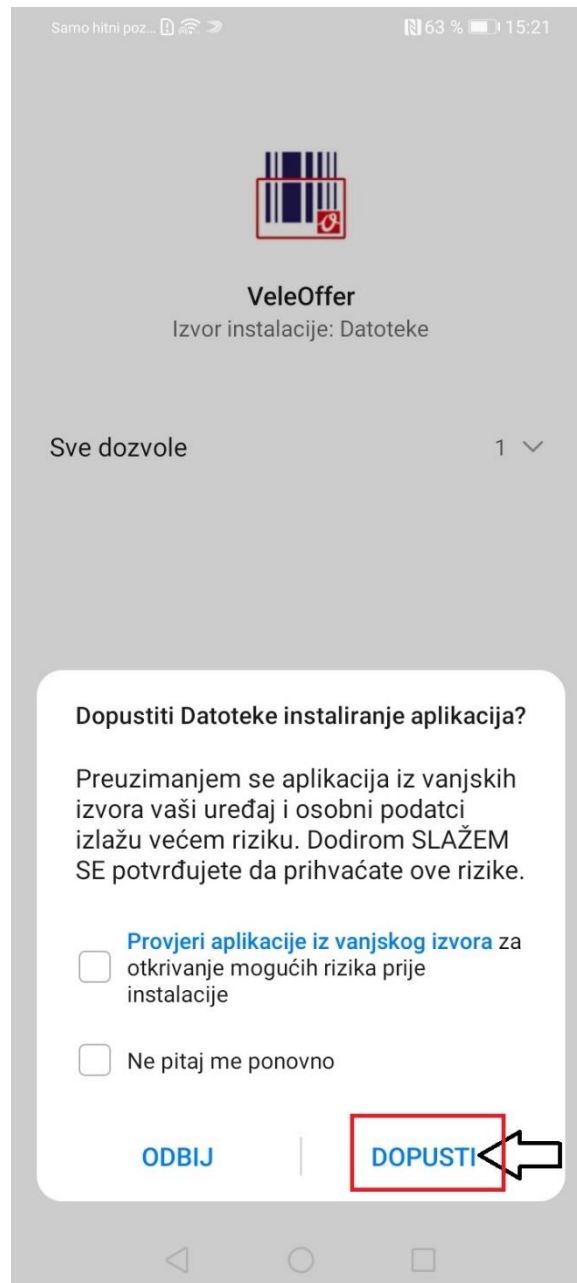 Samo hitni poz... 63 % 15:21
VeleOffer
Izvor instalacije: Datoteke
Sve dozvole 1
Dopustiti Datoteke instaliranje aplikacija?
Preuzimanjem se aplikacija iz vanjskih
izvora vaši uređaj i osobni podatci
izlažu većem riziku. Dodirom SLAŽEM
SE potvrđujete da prihvaćate ove rizike.
Provjeri aplikacije iz vanjskog izvora za
otkrivanje mogućih rizika prije
instalacije
Ne pitaj me ponovno
ODBIJ DOPUSTI